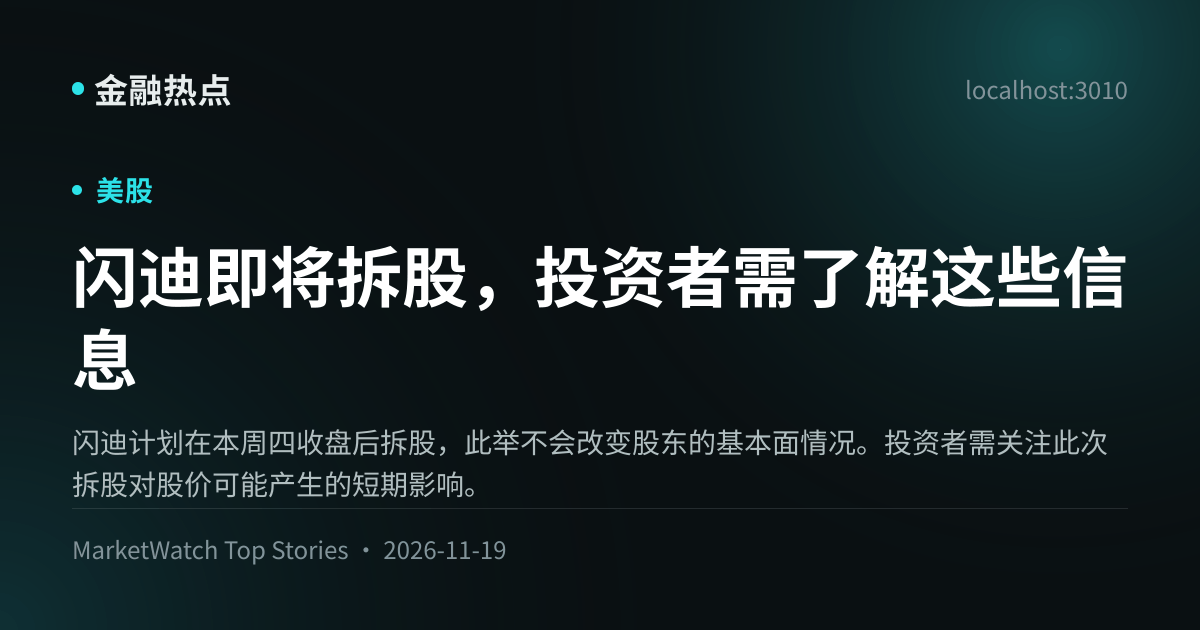 金融热点
localhost:3010
美股
闪迪即将拆股，投资者需了解这些信
息
闪迪计划在本周四收盘后拆股，此举不会改变股东的基本面情况。投资者需关注此次
拆股对股价可能产生的短期影响。
MarketWatch Top Stories • 2026-11-19